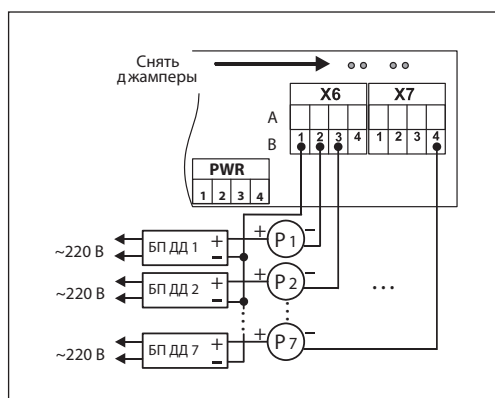 Снять
джамперы
X6 X7
A
B
1 2 3 4 1 2 3 4
PWR
1 2 3 4
~220 В БП ДД 1 + − + P1 −
~220 В БП ДД 2 + − + P2 − ...
~220 В БП ДД 7 + − + P7 −